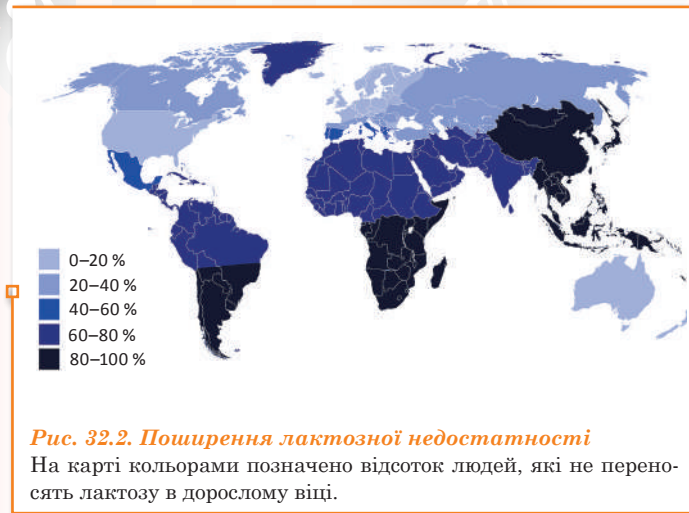 0–20 %
20–40 %
40–60 %
60–80 %
80–100 %
Рис. 32.2. Поширення лактозної недостатності
На карті кольорами позначено відсоток людей, які не перено-
сять лактозу в дорослому віці.